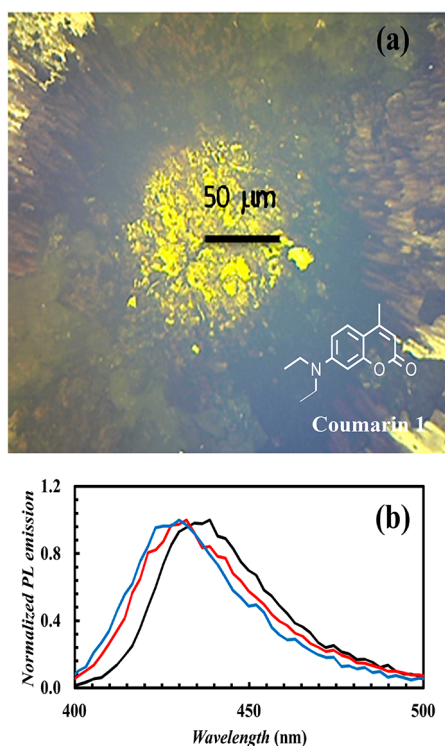 (a)
50 μm
N
O
O
Coumarin 1
(b)
Normalized PL emission
1.2
0.8
0.4
0.0
400
450
500
Wavelength (nm)